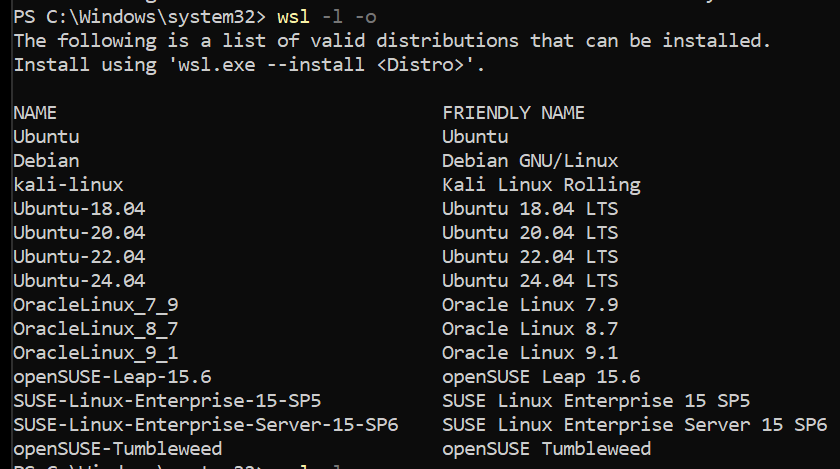 PS C:\Windows\system32> wsl -l -o
The following is a list of valid distributions that can be installed.
Install using 'wsl.exe --install <Distro>'.
NAME FRIENDLY NAME
Ubuntu Ubuntu
Debian Debian GNU/Linux
kali-linux Kali Linux Rolling
Ubuntu-18.04 Ubuntu 18.04 LTS
Ubuntu-20.04 Ubuntu 20.04 LTS
Ubuntu-22.04 Ubuntu 22.04 LTS
Ubuntu-24.04 Ubuntu 24.04 LTS
OracleLinux_7_9 Oracle Linux 7.9
OracleLinux_8_7 Oracle Linux 8.7
OracleLinux_9_1 Oracle Linux 9.1
openSUSE-Leap-15.6 openSUSE Leap 15.6
SUSE-Linux-Enterprise-15-SP5 SUSE Linux Enterprise 15 SP5
SUSE-Linux-Enterprise-Server-15-SP6 SUSE Linux Enterprise Server 15 SP6
openSUSE-Tumbleweed openSUSE Tumbleweed